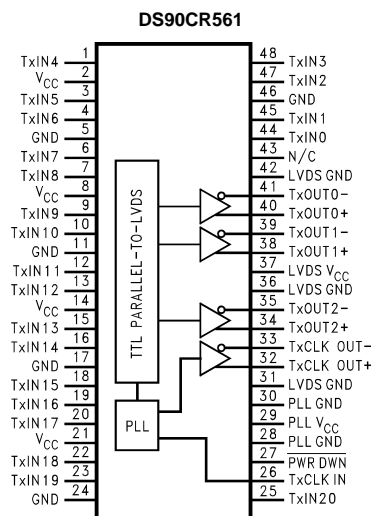 DS90CR561
TxIN4 1
VCC 2
TxIN5 3
TxIN6 4
GND 5
TxIN7 6
TxIN8 7
VCC 8
TxIN9 9
TxIN10 10
GND 11
TxIN11 12
TxIN12 13
VCC 14
TxIN13 15
TxIN14 16
GND 17
TxIN15 18
TxIN16 19
TxIN17 20
VCC 21
TxIN18 22
TxIN19 23
GND 24
TTL PARALLEL-TO-LVDS
PLL
48 TxIN3
47 TxIN2
46 GND
45 TxIN1
44 TxIN0
43 N/C
42 LVDS GND
41 TxOUT0-
40 TxOUT0+
39 TxOUT1-
38 TxOUT1+
37 LVDS VCC
36 LVDS GND
35 TxOUT2-
34 TxOUT2+
33 TxCLK OUT-
32 TxCLK OUT+
31 LVDS GND
30 PLL GND
29 PLL VCC
28 PLL GND
27 PWR DWN
26 TxCLK IN
25 TxIN20